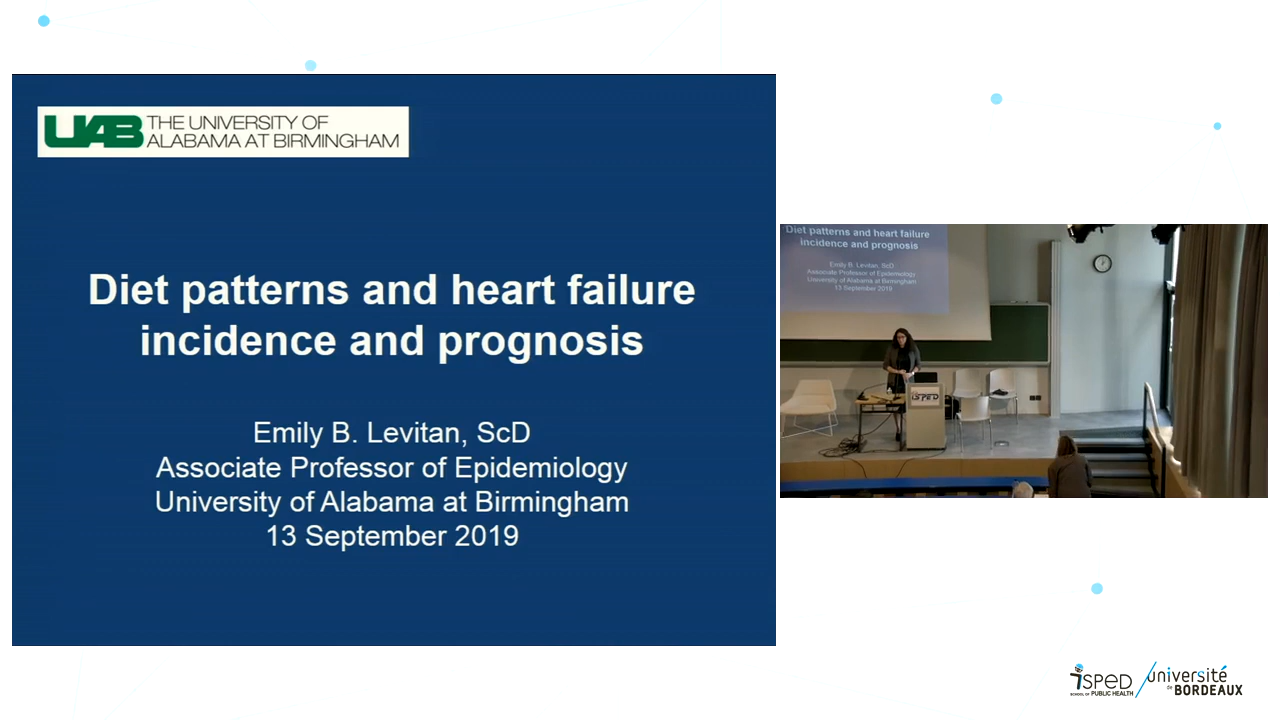 UAB THE UNIVERSITY OF
ALABAMA AT BIRMINGHAM
Diet patterns and heart failure
incidence and prognosis
Emily B. Levitan, ScD
Associate Professor of Epidemiology
University of Alabama at Birmingham
13 September 2019
Diet patterns and heart failure
incidence and prognosis
Emily B. Levitan, ScD
Associate Professor of Epidemiology
University of Alabama at Birmingham
13 September 2019
ISPED
ISPED
SCHOOL OF PUBLIC HEALTH
université
de BORDEAUX